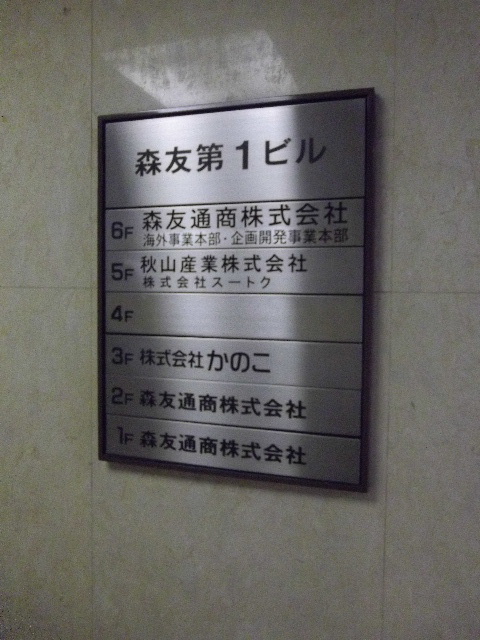 森友第1ビル
6F 森友通商株式会社
海外事業本部・企画開発事業本部
5F 秋山産業株式会社
株式会社スートク
4F
3F 株式会社かのこ
2F 森友通商株式会社
1F 森友通商株式会社